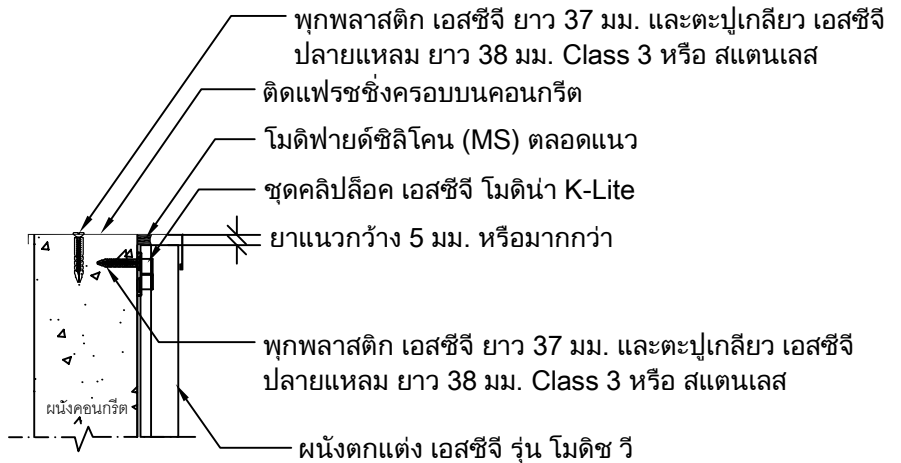 พุกพลาสติก เอสซีจี ยาว 37 มม. และตะปูเกลียว เอสซีจี
ปลายแหลม ยาว 38 มม. Class 3 หรือ สแตนเลส
ติดแฟรชชิ่งครอบบนคอนกรีต
โมดิฟายด์ซิลิโคน (MS) ตลอดแนว
ชุดคลิปล็อค เอสซีจี โมดิน่า K-Lite
ยาแนวกว้าง 5 มม. หรือมากกว่า
พุกพลาสติก เอสซีจี ยาว 37 มม. และตะปูเกลียว เอสซีจี
ปลายแหลม ยาว 38 มม. Class 3 หรือ สแตนเลส
ผนังคอนกรีต
ผนังตกแต่ง เอสซีจี รุ่น โมดิช วี